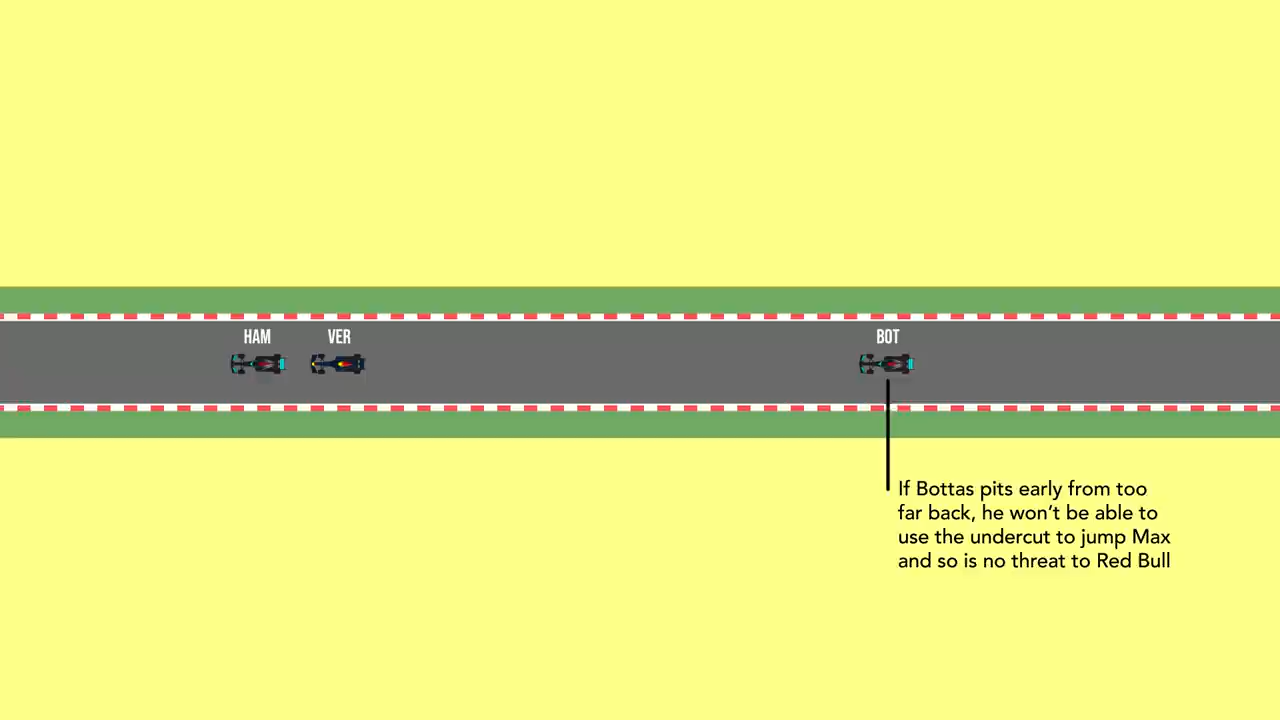 HAM
VER
BOT
If Bottas pits early from too
far back, he won't be able to
use the undercut to jump Max
and so is no threat to Red Bull